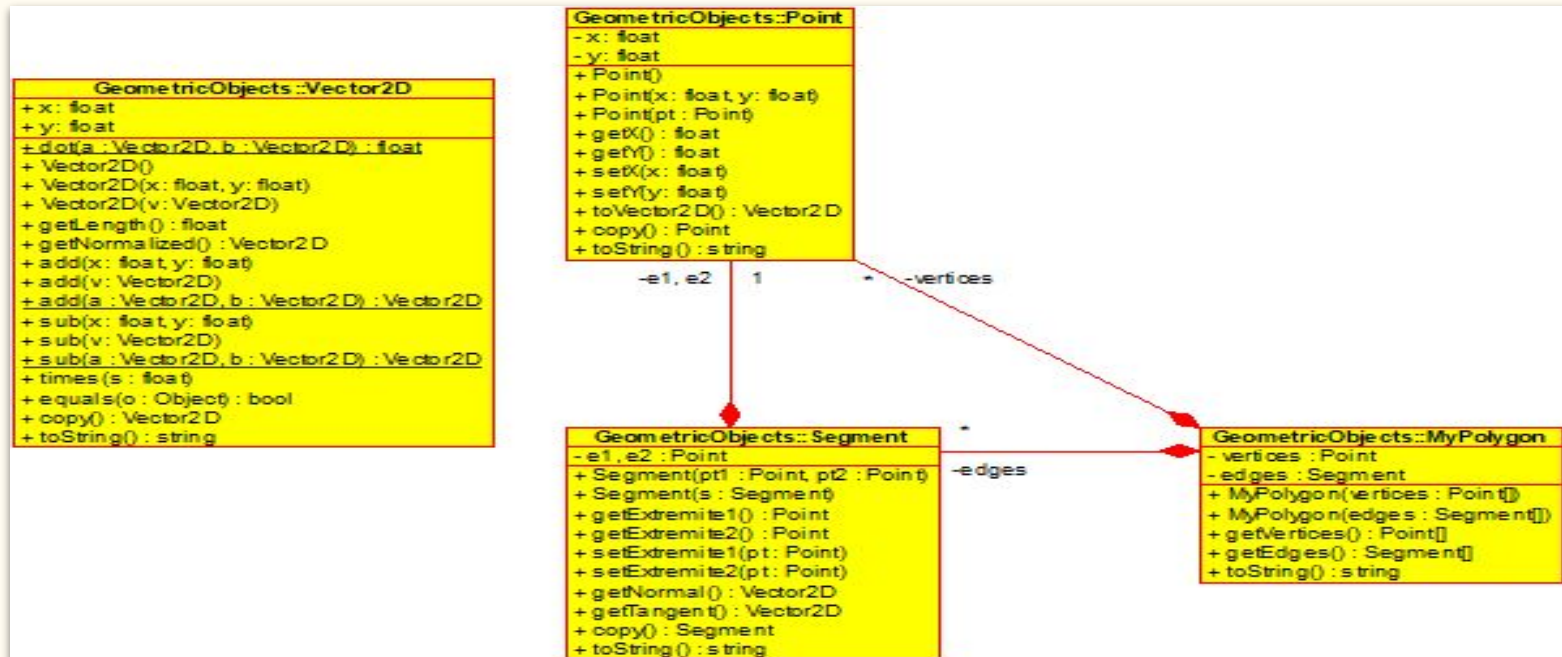 GeometricObjects::Vector2D
+ x: float
+ y: float
+ dot(a : Vector2D, b : Vector2D) : float
+ Vector2D()
+ Vector2D(x: float, y: float)
+ Vector2D(v: Vector2D)
+ getLength() : float
+ getNormalized() : Vector2D
+ add(x: float, y: float)
+ add(v: Vector2D)
+ add(a : Vector2D, b : Vector2D) : Vector2D
+ sub(x: float, y: float)
+ sub(v: Vector2D)
+ sub(a : Vector2D, b : Vector2D) : Vector2D
+ times(s : float)
+ equals(o : Object) : bool
+ copy() : Vector2D
+ toString() : string
GeometricObjects::Point
- x: float
- y: float
+ Point()
+ Point(x: float, y: float)
+ Point(pt : Point)
+ getX() : float
+ getY() : float
+ setX(x: float)
+ setY(y: float)
+ toVector2D() : Vector2D
+ copy() : Point
+ toString() : string
-e1, e2 1 * -vertices
GeometricObjects::Segment
- e1, e2 : Point
+ Segment(pt1 : Point, pt2 : Point)
+ Segment(s : Segment)
+ getExtremite1() : Point
+ getExtremite2() : Point
+ setExtremite1(pt : Point)
+ setExtremite2(pt : Point)
+ getNormal() : Vector2D
+ getTangent() : Vector2D
+ copy() : Segment
+ toString() : string
*
-edges
GeometricObjects::MyPolygon
- vertices : Point
- edges : Segment
+ MyPolygon(vertices : Point[])
+ MyPolygon(edges : Segment[])
+ getVertices() : Point[]
+ getEdges() : Segment[]
+ toString() : string